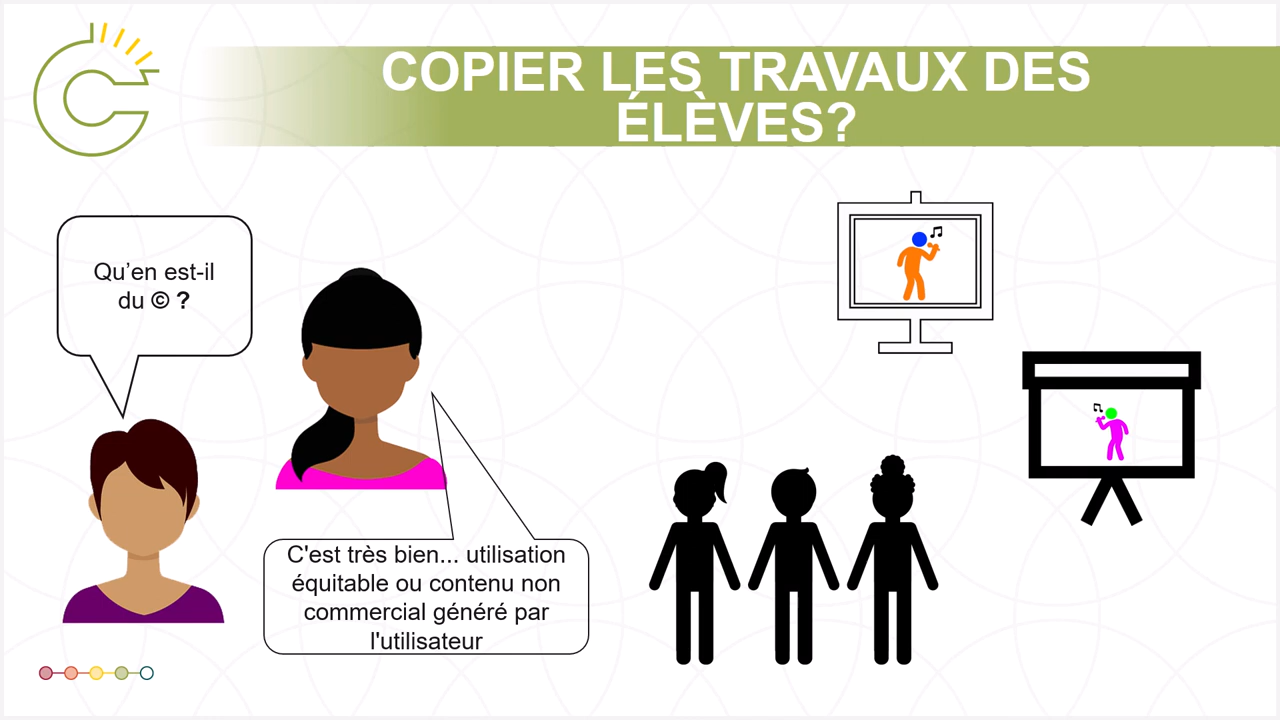 COPIER LES TRAVAUX DES
ÉLÈVES?
Qu’en est-il
du © ?
C'est très bien... utilisation
équitable ou contenu non
commercial généré par
l'utilisateur